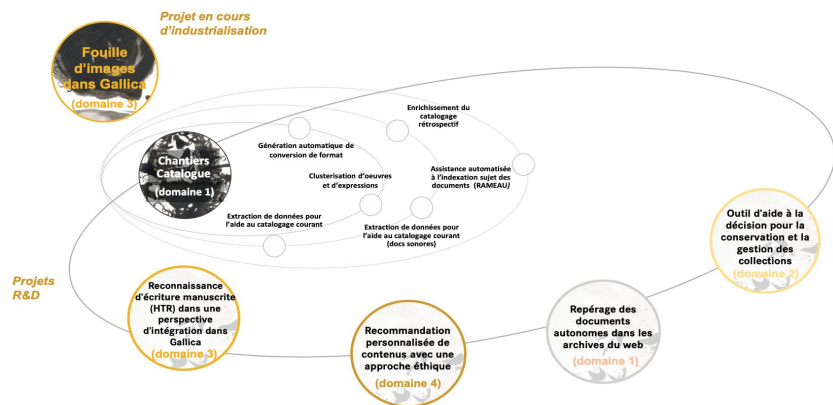 Projet en cours
d'industrialisation
Fouille
d'images
dans Gallica
(domaine 3)
Enrichissement du
catalogage
rétrospectif
Génération automatique de
conversion de format
Chantiers
Catalogue
(domaine 1)
Clusterisation d'oeuvres
et d'expressions
Assistance automatisée
à l'indexation sujet des
documents (RAMEAU)
Extraction de données pour
l'aide au catalogage courant
Extraction de données pour
l'aide au catalogage courant
(docs sonores)
Outil d'aide à la
décision pour la
conservation et la
gestion des
collections
(domaine 2)
Projets
R&D
Reconnaissance
d'écriture manuscrite
(HTR) dans une
perspective
d'intégration dans
Gallica
(domaine 3)
Recommandation
personnalisée de
contenus avec une
approche éthique
(domaine 4)
Repérage des
documents
autonomes dans les
archives du web
(domaine 1)